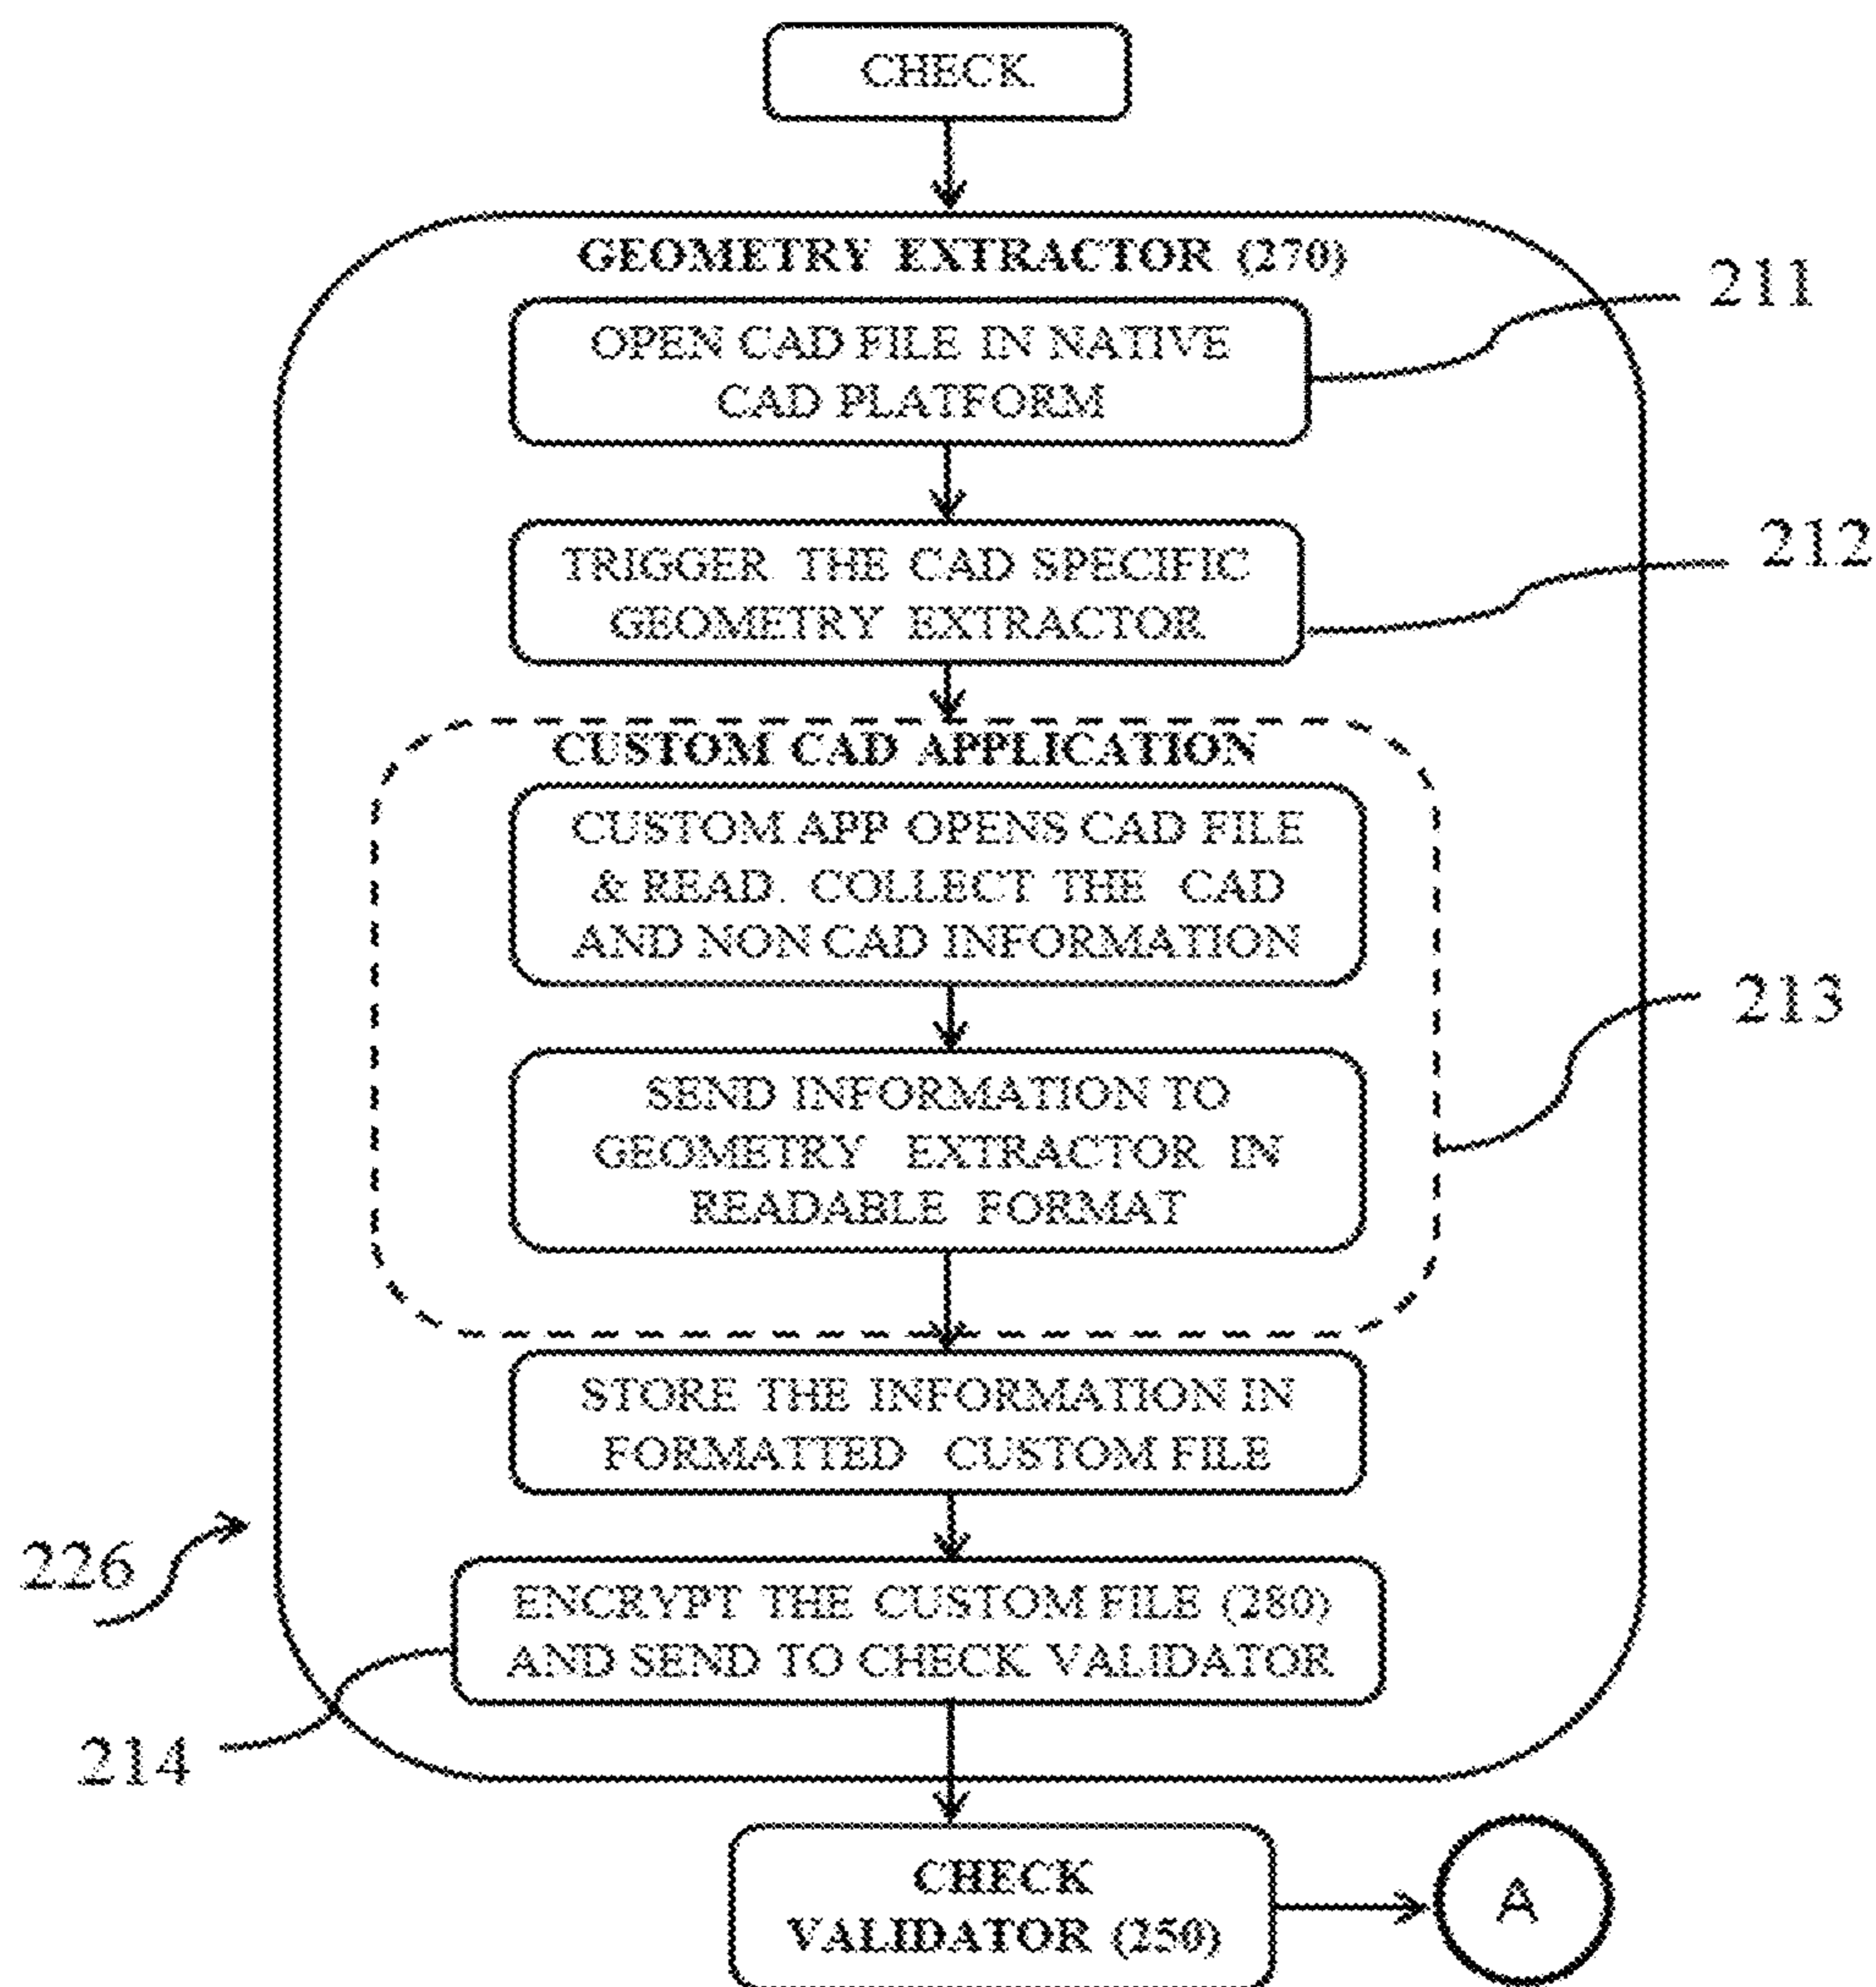 CHECK
GEOMETRY EXTRACTOR (270)
211
OPEN CAD FILE IN NATIVE
CAD PLATFORM
212
TRIGGER THE CAD SPECIFIC
GEOMETRY EXTRACTOR
CUSTOM CAD APPLICATION
CUSTOM APP OPENS CAD FILE
& READ. COLLECT THE CAD
AND NON CAD INFORMATION
213
SEND INFORMATION TO
GEOMETRY EXTRACTOR IN
READABLE FORMAT
STORE THE INFORMATION IN
FORMATTED CUSTOM FILE
226
ENCRYPT THE CUSTOM FILE (280)
AND SEND TO CHECK VALIDATOR
214
CHECK
VALIDATOR (250)
A